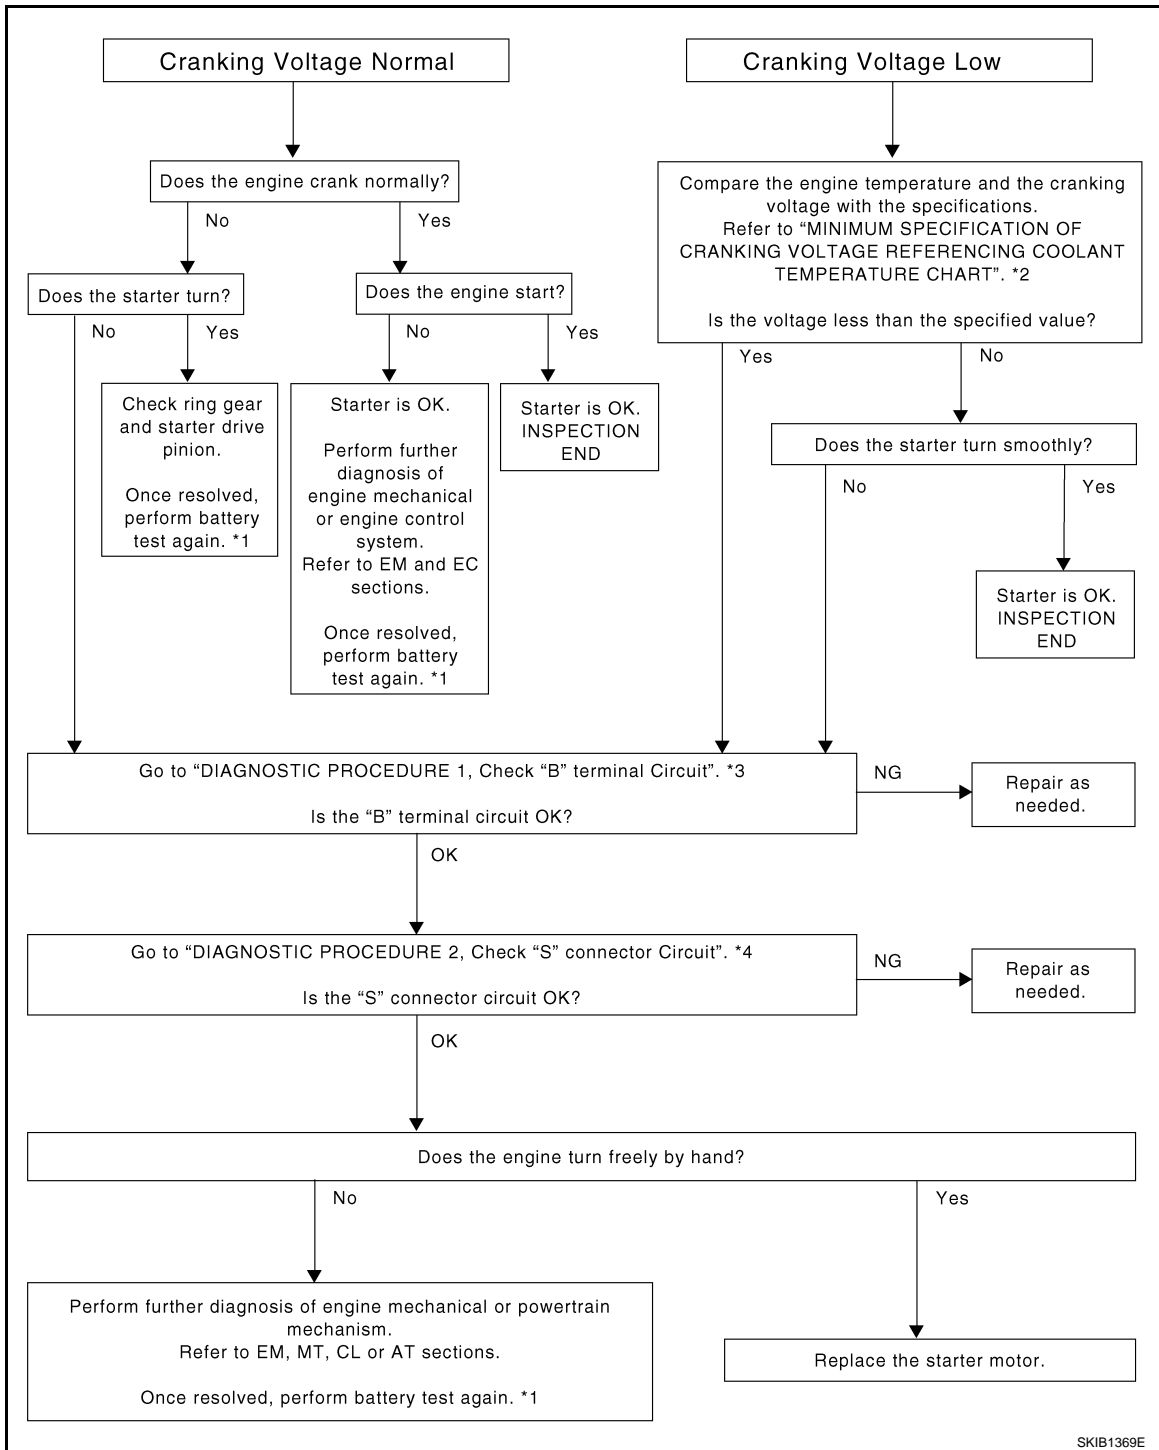 Cranking Voltage Normal
Cranking Voltage Low
Does the engine crank normally?
No
Yes
Compare the engine temperature and the cranking
voltage with the specifications.
Refer to “MINIMUM SPECIFICATION OF
CRANKING VOLTAGE REFERENCING COOLANT
TEMPERATURE CHART”. *2
Is the voltage less than the specified value?
Does the starter turn?
Does the engine start?
No
Yes
No
Yes
Yes
No
Check ring gear
and starter drive
pinion.
Once resolved,
perform battery
test again. *1
Starter is OK.
Perform further
diagnosis of
engine mechanical
or engine control
system.
Refer to EM and EC
sections.
Once resolved,
perform battery
test again. *1
Starter is OK.
INSPECTION
END
Does the starter turn smoothly?
No
Yes
Starter is OK.
INSPECTION
END
Go to “DIAGNOSTIC PROCEDURE 1, Check “B” terminal Circuit”. *3
Is the “B” terminal circuit OK?
NG
Repair as
needed.
OK
Go to “DIAGNOSTIC PROCEDURE 2, Check “S” connector Circuit”. *4
Is the “S” connector circuit OK?
NG
Repair as
needed.
OK
Does the engine turn freely by hand?
No
Yes
Perform further diagnosis of engine mechanical or powertrain
mechanism.
Refer to EM, MT, CL or AT sections.
Once resolved, perform battery test again. *1
Replace the starter motor.
SKIB1369E